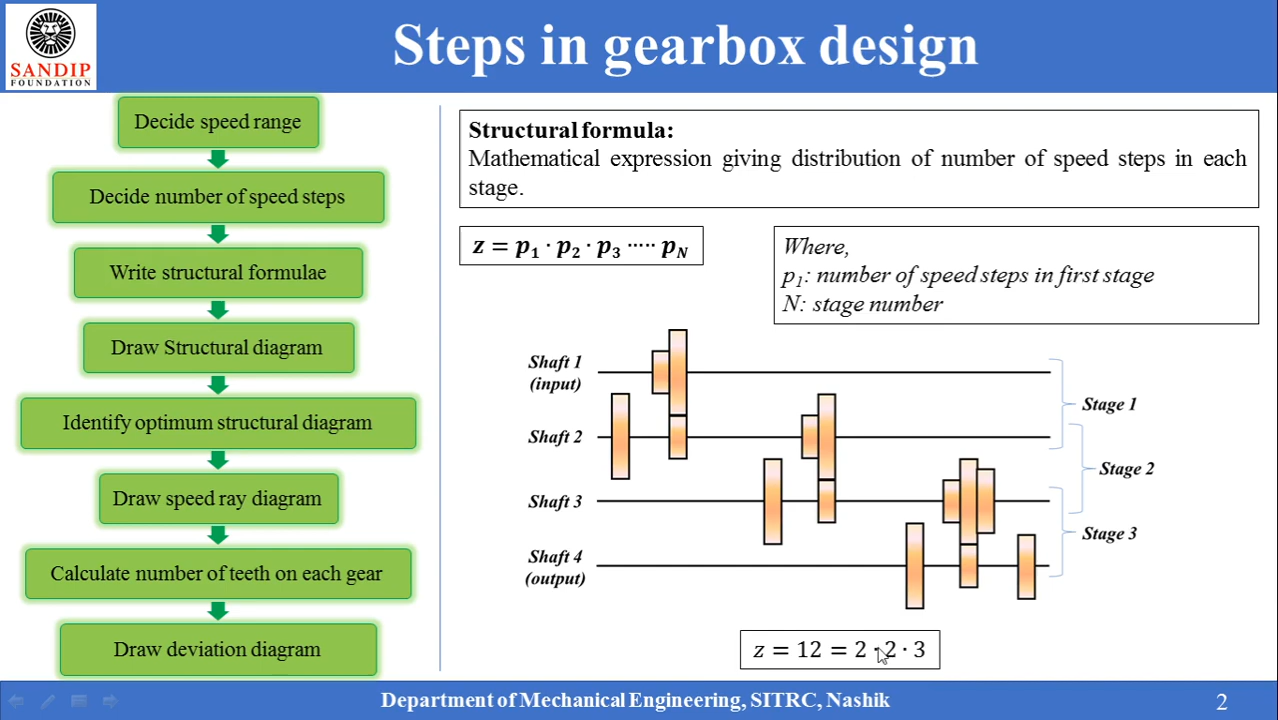 Steps in gearbox design
SANDIP
FOUNDATION
Decide speed range
Decide number of speed steps
Write structural formulae
Draw Structural diagram
Identify optimum structural diagram
Draw speed ray diagram
Calculate number of teeth on each gear
Draw deviation diagram
Structural formula:
Mathematical expression giving distribution of number of speed steps in each
stage.
z = p₁ · p₂ · p₃ ····· p_N
Where,
p₁: number of speed steps in first stage
N: stage number
Shaft 1
(input)
Shaft 2
Shaft 3
Shaft 4
(output)
Stage 1
Stage 2
Stage 3
z = 12 = 2 · 2 · 3
Department of Mechanical Engineering, SITRC, Nashik
2